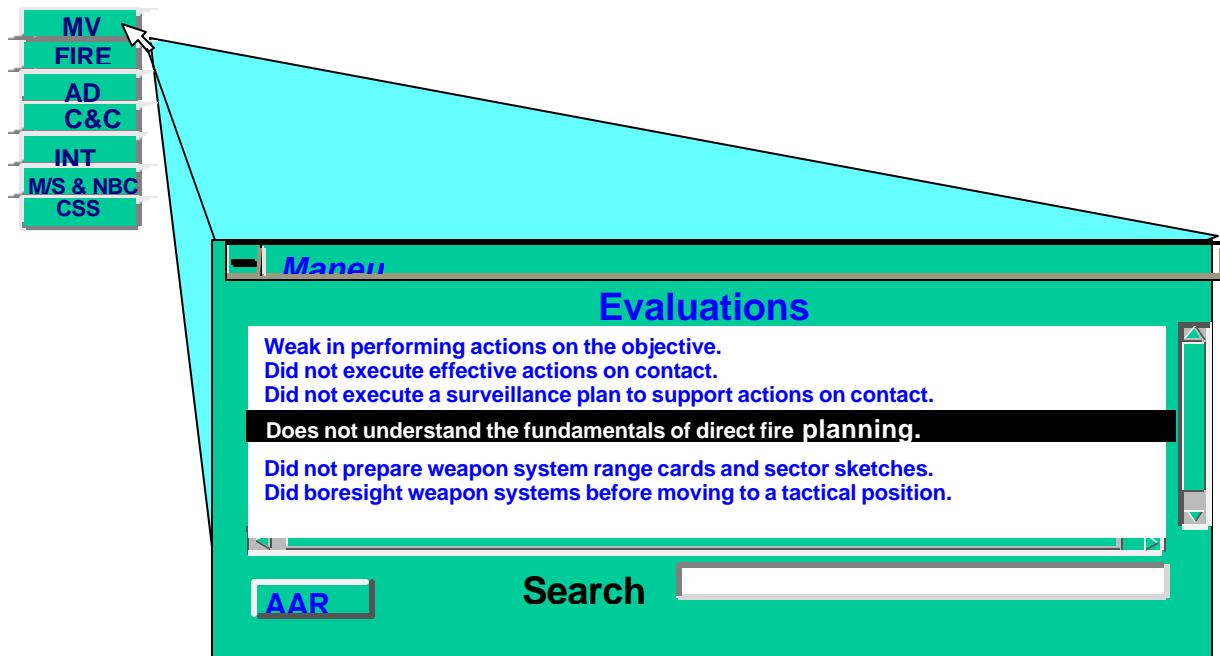 MV
FIRE
AD
C&C
INT
M/S & NBC
CSS
Maneu
Evaluations
Weak in performing actions on the objective.
Did not execute effective actions on contact.
Did not execute a surveillance plan to support actions on contact.
Does not understand the fundamentals of direct fire planning.
Did not prepare weapon system range cards and sector sketches.
Did boresight weapon systems before moving to a tactical position.
AAR
Search